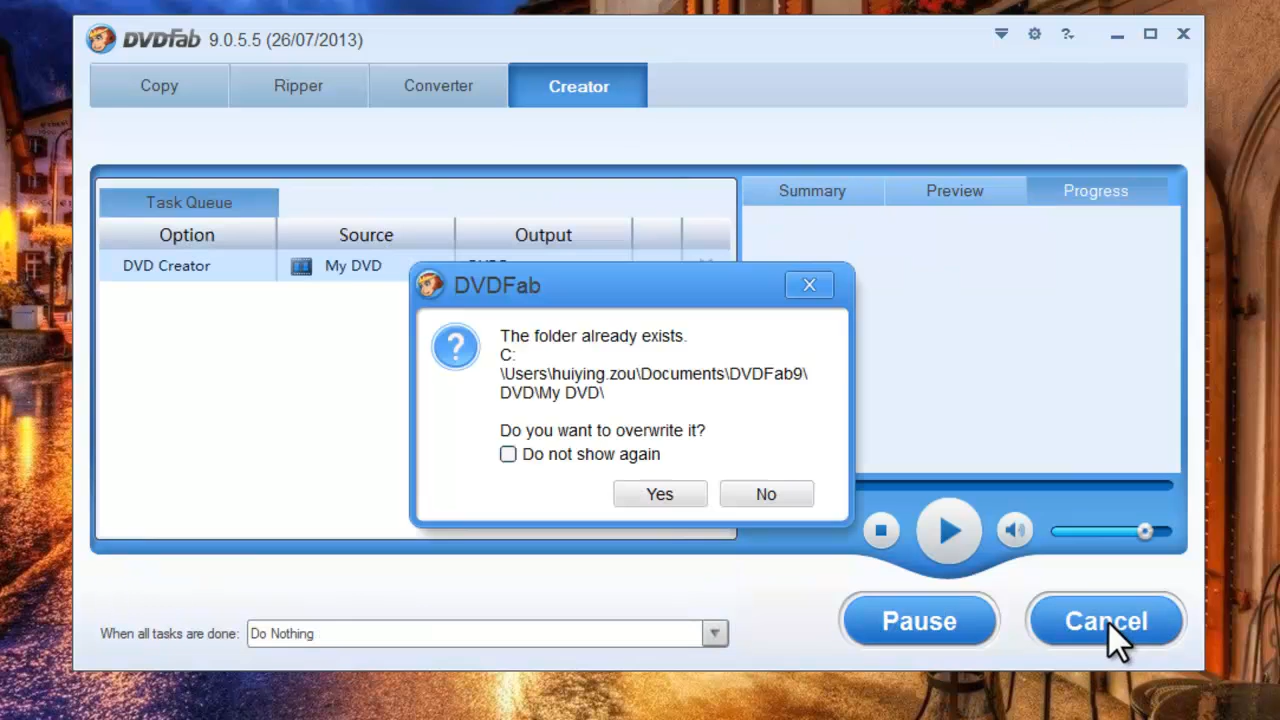 DVDFab 9.0.5.5 (26/07/2013)
Copy
Ripper
Converter
Creator
Task Queue
Summary
Preview
Progress
Option
Source
Output
DVD Creator
My DVD
DVDFab
The folder already exists.
C:
\Users\huiying.zou\Documents\DVDFab9\
DVD\My DVD\
Do you want to overwrite it?
Do not show again
Yes
No
Pause
Cancel
When all tasks are done:
Do Nothing